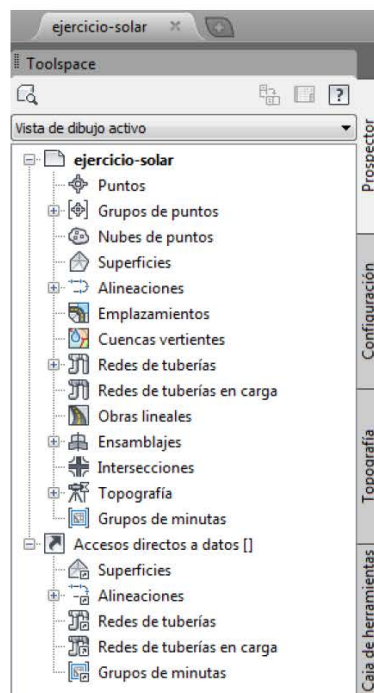 ejercicio-solar
Toolspace
?
Vista de dibujo activo
ejercicio-solar
Puntos
Grupos de puntos
Nubes de puntos
Superficies
Alineaciones
Emplazamientos
Cuencas vertientes
Redes de tuberías
Redes de tuberías en carga
Obras lineales
Ensamblajes
Intersecciones
Topografía
Grupos de minutas
Accesos directos a datos []
Superficies
Alineaciones
Redes de tuberías
Redes de tuberías en carga
Grupos de minutas
Prospector
Configuración
Topografía
Caja de herramientas